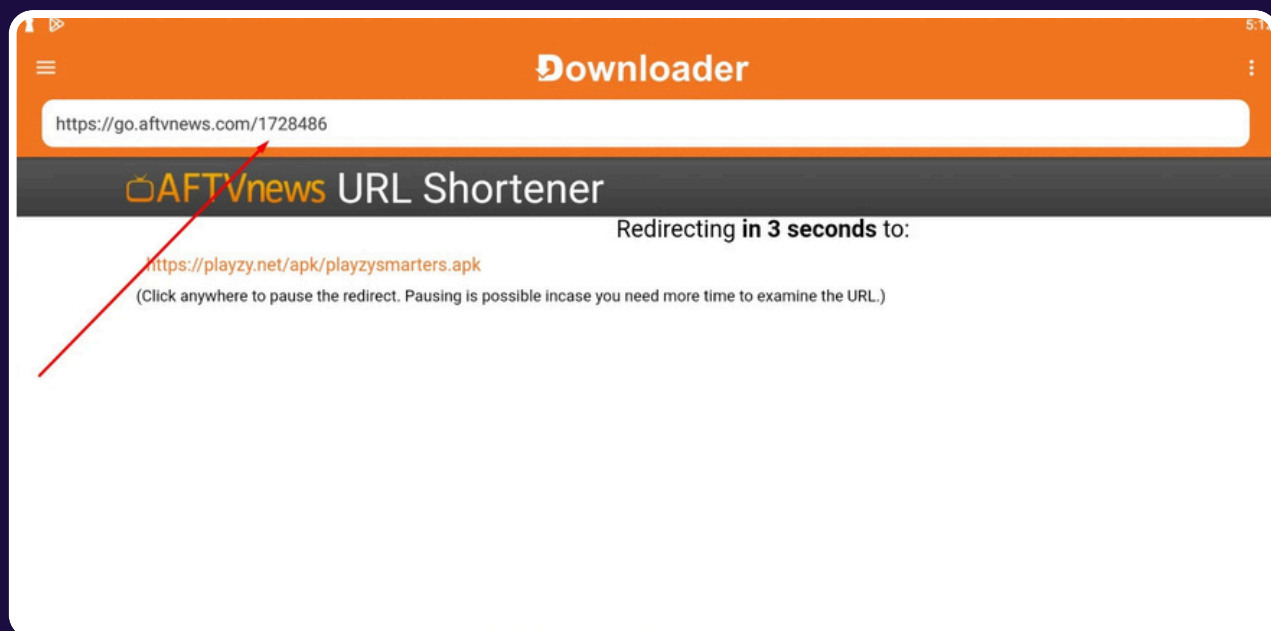 Downloader
https://go.aftvnews.com/1728486
AFTVnews URL Shortener
Redirecting in 3 seconds to:
https://playzy.net/apk/playzysmarters.apk
(Click anywhere to pause the redirect. Pausing is possible incase you need more time to examine the URL.)